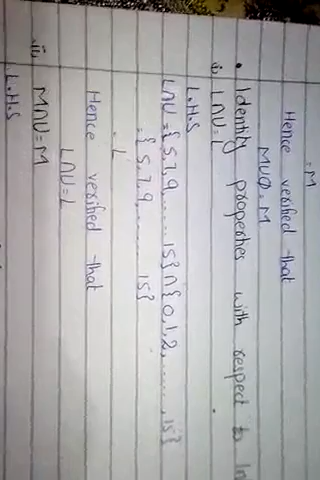 = M
Hence verified that
M∪Ø = M
• Identity properties with respect to In
i) L∩U = L
L.H.S
L∩U = {5,7,9,......15} ∩ {0,1,2,......,15}
= {5,7,9,.........15}
= L
Hence verified that
L∩U = L
ii) M∩U = M
L.H.S